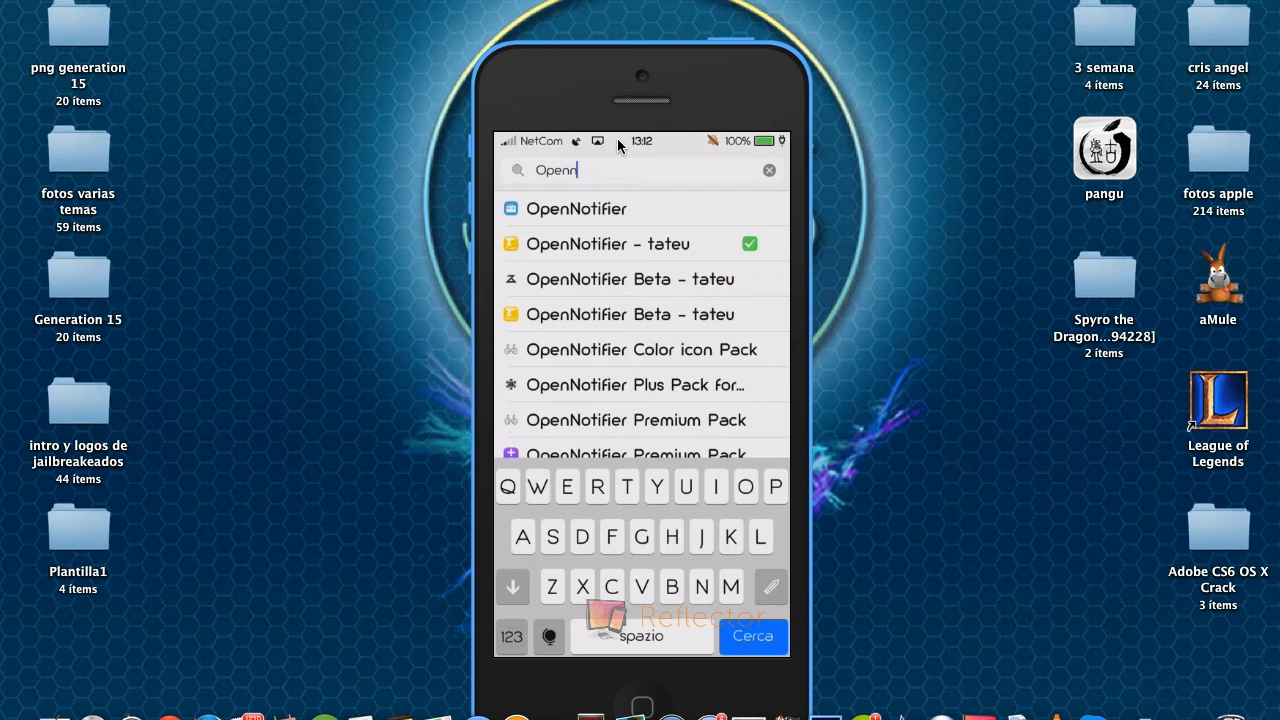 png generation
15
20 items
fotos varias
temas
59 items
Generation 15
20 items
intro y logos de
jailbreakeados
44 items
Plantilla1
4 items
NetCom
13:12
100%
Openn
OpenNotifier
OpenNotifier - tateu
OpenNotifier Beta - tateu
OpenNotifier Beta - tateu
OpenNotifier Color icon Pack
OpenNotifier Plus Pack for...
OpenNotifier Premium Pack
OpenNotifier Premium Pack
Q W E R T Y U I O P
A S D F G H J K L
Z X C V B N M
Reflector
123
spazio
Cerca
3 semana
4 items
cris angel
24 items
pangu
fotos apple
214 items
Spyro the
Dragon...94228]
2 items
aMule
League of
Legends
Adobe CS6 OS X
Crack
3 items